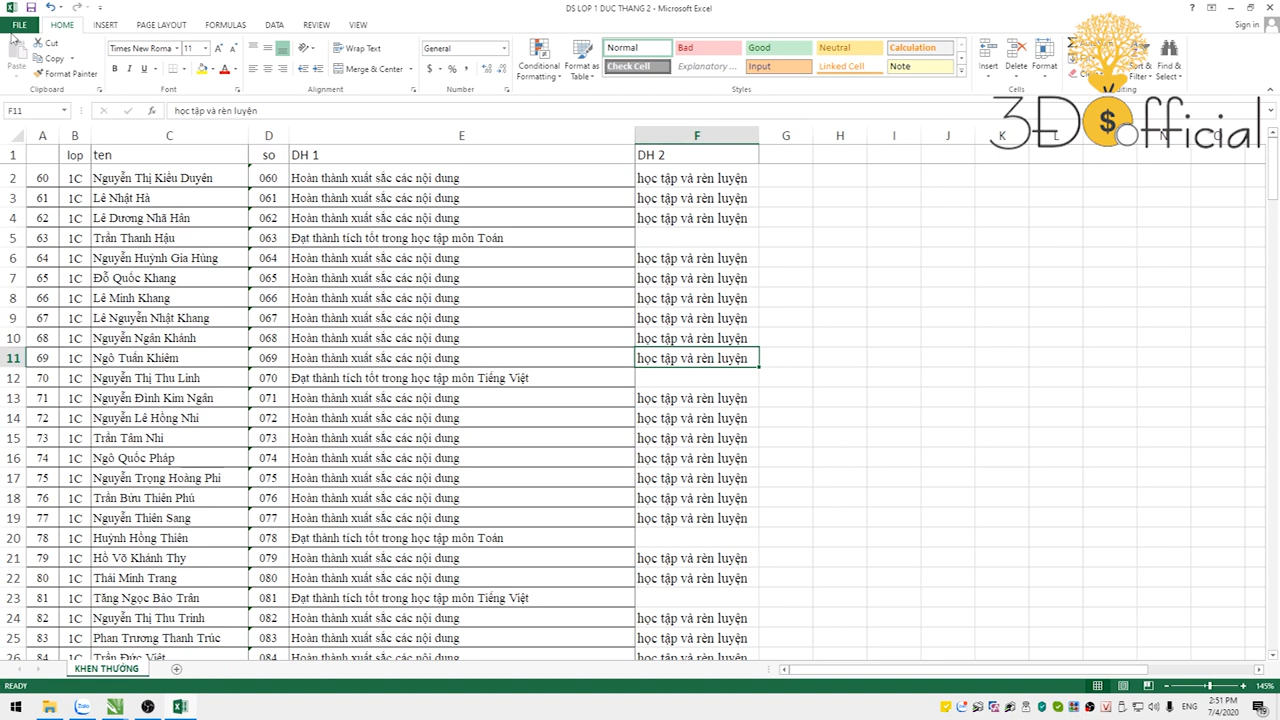 DS LOP 1 DUC THANG 2 - Microsoft Excel
Sign in
FILE HOME INSERT PAGE LAYOUT FORMULAS DATA REVIEW VIEW
Paste
Cut
Copy
Format Painter
Clipboard
Times New Roma 11
B I U
Font
Wrap Text
Merge & Center
Alignment
General
Number
Conditional Formatting
Format as Table
Normal Bad Good Neutral Calculation
Check Cell Explanatory ... Input Linked Cell Note
Styles
Insert Delete Format
Cells
Sort & Filter
Find & Select
3D $ official
F11 học tập và rèn luyện
A B C D E F G H I J K
1 lop ten so DH 1 DH 2
2 60 1C Nguyễn Thị Kiều Duyên 060 Hoàn thành xuất sắc các nội dung học tập và rèn luyện
3 61 1C Lê Nhật Hà 061 Hoàn thành xuất sắc các nội dung học tập và rèn luyện
4 62 1C Lê Dương Nhã Hân 062 Hoàn thành xuất sắc các nội dung học tập và rèn luyện
5 63 1C Trần Thanh Hậu 063 Đạt thành tích tốt trong học tập môn Toán
6 64 1C Nguyễn Huỳnh Gia Hùng 064 Hoàn thành xuất sắc các nội dung học tập và rèn luyện
7 65 1C Đỗ Quốc Khang 065 Hoàn thành xuất sắc các nội dung học tập và rèn luyện
8 66 1C Lê Minh Khang 066 Hoàn thành xuất sắc các nội dung học tập và rèn luyện
9 67 1C Lê Nguyễn Nhật Khang 067 Hoàn thành xuất sắc các nội dung học tập và rèn luyện
10 68 1C Nguyễn Ngân Khánh 068 Hoàn thành xuất sắc các nội dung học tập và rèn luyện
11 69 1C Ngô Tuấn Khiêm 069 Hoàn thành xuất sắc các nội dung học tập và rèn luyện
12 70 1C Nguyễn Thị Thu Linh 070 Đạt thành tích tốt trong học tập môn Tiếng Việt
13 71 1C Nguyễn Đình Kim Ngân 071 Hoàn thành xuất sắc các nội dung học tập và rèn luyện
14 72 1C Nguyễn Lê Hồng Nhi 072 Hoàn thành xuất sắc các nội dung học tập và rèn luyện
15 73 1C Trần Tâm Nhi 073 Hoàn thành xuất sắc các nội dung học tập và rèn luyện
16 74 1C Ngô Quốc Pháp 074 Hoàn thành xuất sắc các nội dung học tập và rèn luyện
17 75 1C Nguyễn Trọng Hoàng Phi 075 Hoàn thành xuất sắc các nội dung học tập và rèn luyện
18 76 1C Trần Bửu Thiên Phú 076 Hoàn thành xuất sắc các nội dung học tập và rèn luyện
19 77 1C Nguyễn Thiên Sang 077 Hoàn thành xuất sắc các nội dung học tập và rèn luyện
20 78 1C Huỳnh Hồng Thiên 078 Đạt thành tích tốt trong học tập môn Toán
21 79 1C Hồ Võ Khánh Thy 079 Hoàn thành xuất sắc các nội dung học tập và rèn luyện
22 80 1C Thái Minh Trang 080 Hoàn thành xuất sắc các nội dung học tập và rèn luyện
23 81 1C Tăng Ngọc Bảo Trân 081 Đạt thành tích tốt trong học tập môn Tiếng Việt
24 82 1C Nguyễn Thị Thu Trinh 082 Hoàn thành xuất sắc các nội dung học tập và rèn luyện
25 83 1C Phan Trương Thanh Trúc 083 Hoàn thành xuất sắc các nội dung học tập và rèn luyện
26 84 1C Trần Đức Việt 084 Hoàn thành xuất sắc các nội dung học tập và rèn luyện
KHEN THƯỞNG
READY 145%
Zalo ENG 2:51 PM
7/4/2020